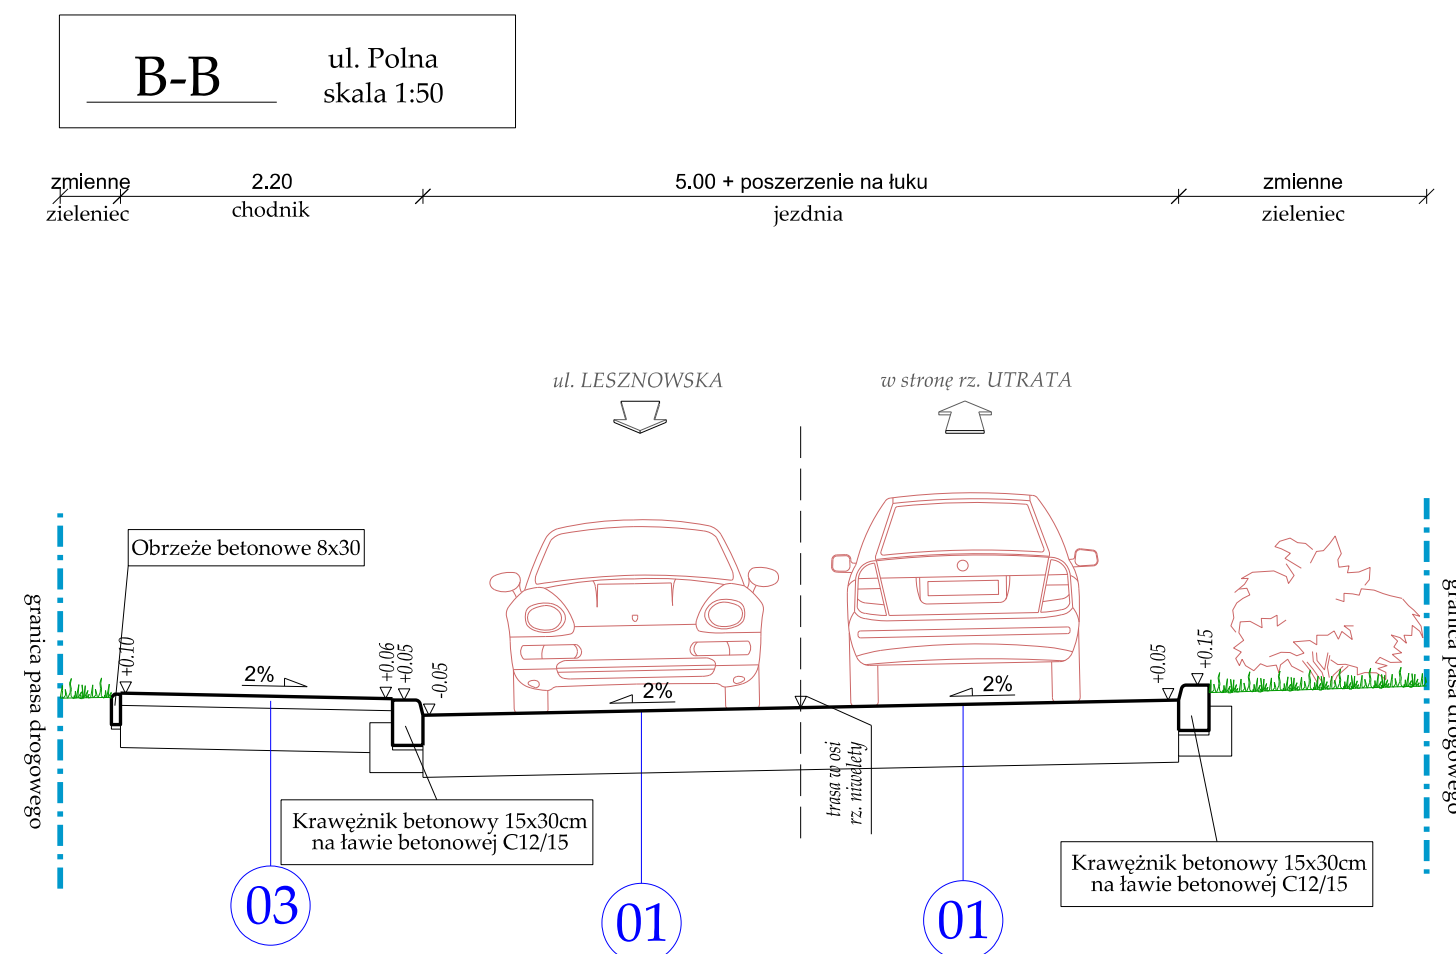 B-B
ul. Polna
skala 1:50
zmienne
2.20
5.00 + poszerzenie na łuku
zmienne
zieleniec
chodnik
jezdnia
zieleniec
ul. LESZNOWSKA
w stronę rz. UTRATA
Obrzeże betonowe 8x30
granica pasa drogowego
granica pasa drogowego
+0.10
2%
+0.06
+0.05
-0.05
2%
2%
+0.05
+0.15
trasa w osi
rz. niwelety
Krawężnik betonowy 15x30cm
na ławie betonowej C12/15
Krawężnik betonowy 15x30cm
na ławie betonowej C12/15
03
01
01